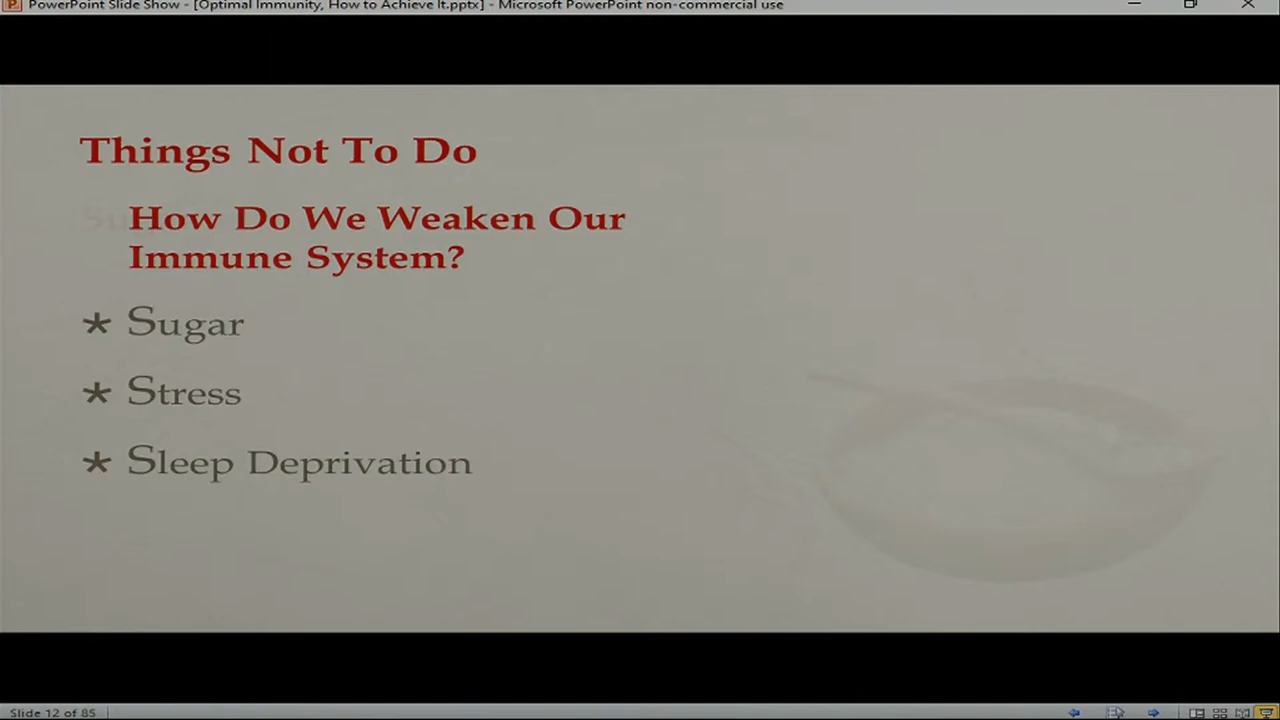 PowerPoint Slide Show - [Optimal Immunity, How to Achieve It.pptx] - Microsoft PowerPoint non-commercial use
Things Not To Do
How Do We Weaken Our
Immune System?
* Sugar
* Stress
* Sleep Deprivation
Slide 12 of 85